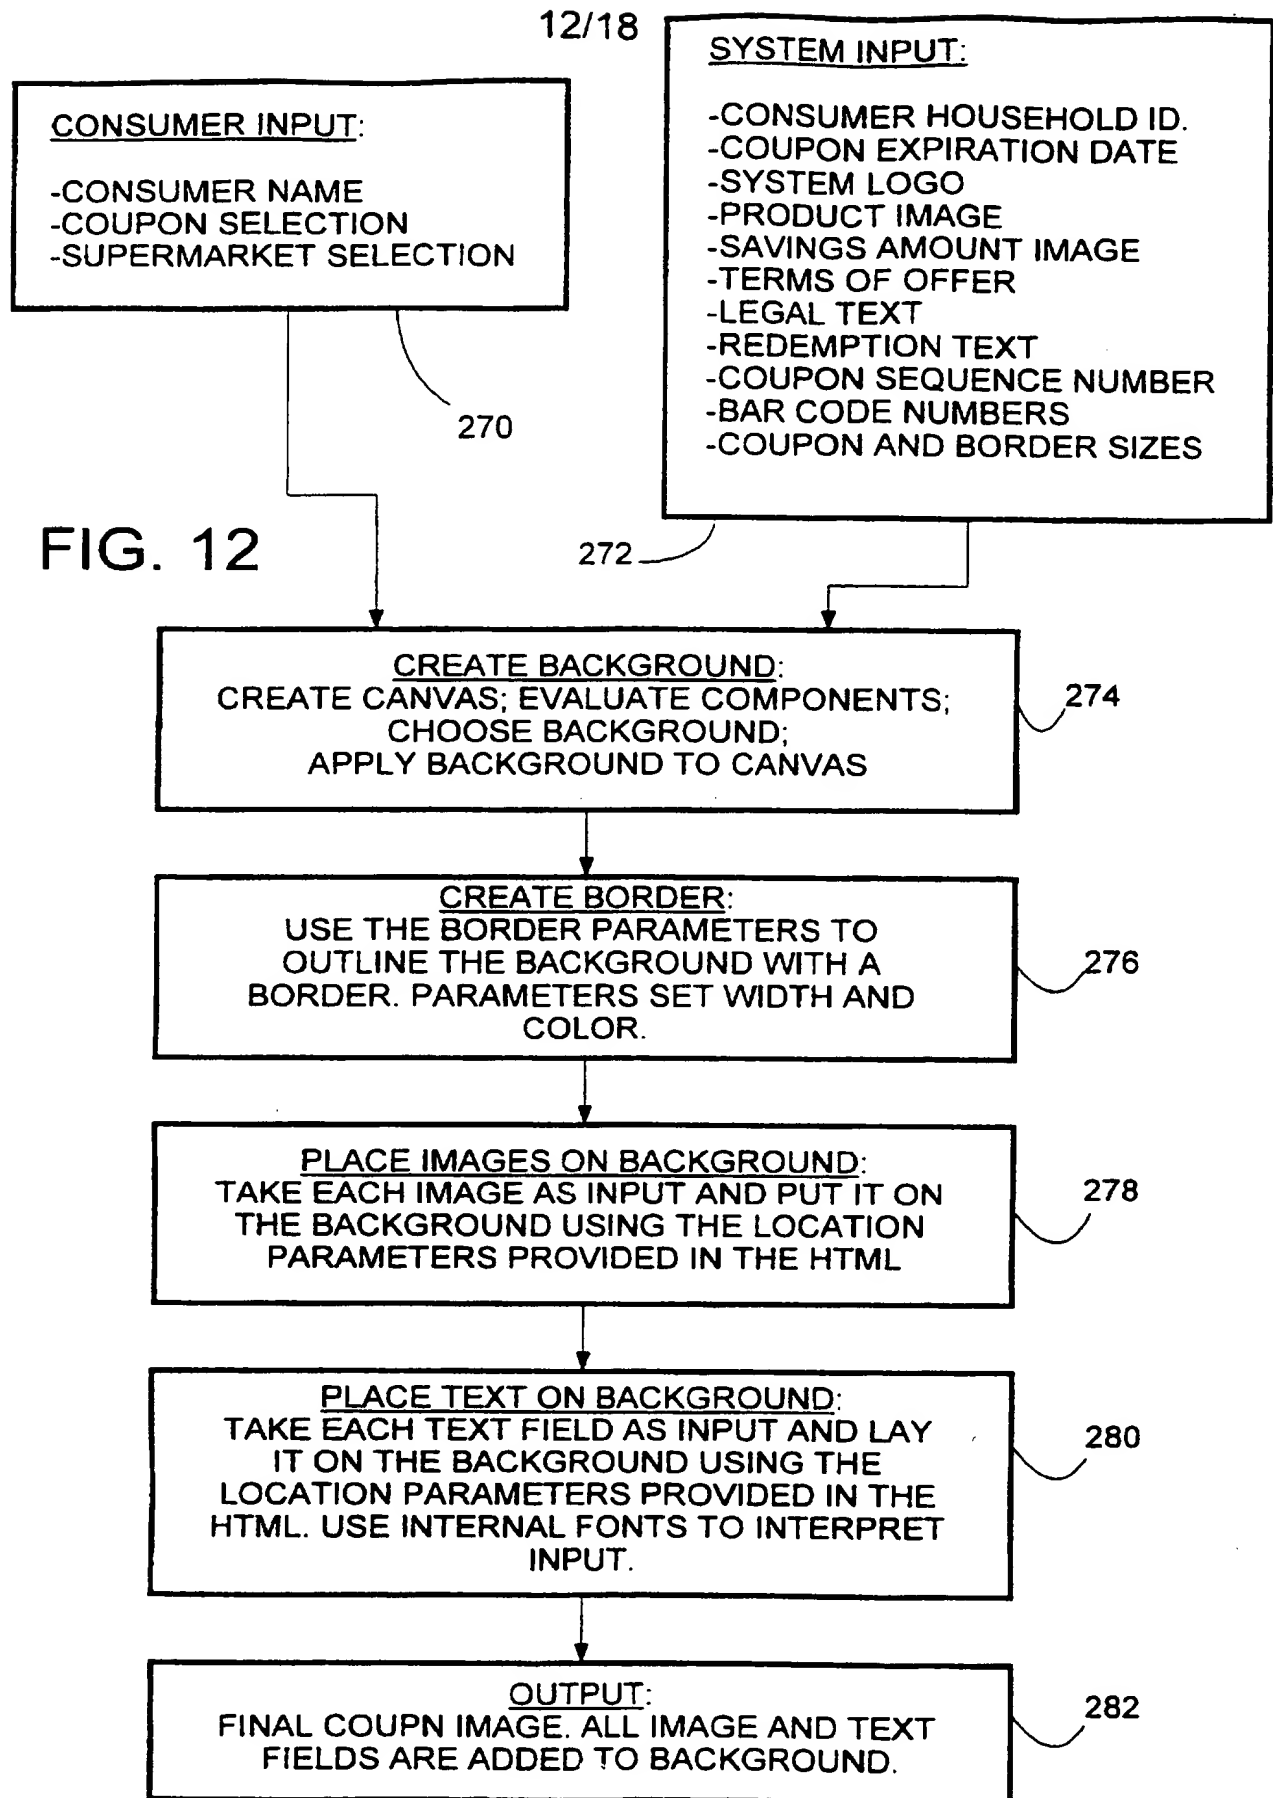 12/18
CONSUMER INPUT:
-CONSUMER NAME
-COUPON SELECTION
-SUPERMARKET SELECTION
270
SYSTEM INPUT:
-CONSUMER HOUSEHOLD ID.
-COUPON EXPIRATION DATE
-SYSTEM LOGO
-PRODUCT IMAGE
-SAVINGS AMOUNT IMAGE
-TERMS OF OFFER
-LEGAL TEXT
-REDEMPTION TEXT
-COUPON SEQUENCE NUMBER
-BAR CODE NUMBERS
-COUPON AND BORDER SIZES
272
FIG. 12
CREATE BACKGROUND:
CREATE CANVAS; EVALUATE COMPONENTS;
CHOOSE BACKGROUND;
APPLY BACKGROUND TO CANVAS
274
CREATE BORDER:
USE THE BORDER PARAMETERS TO
OUTLINE THE BACKGROUND WITH A
BORDER. PARAMETERS SET WIDTH AND
COLOR.
276
PLACE IMAGES ON BACKGROUND:
TAKE EACH IMAGE AS INPUT AND PUT IT ON
THE BACKGROUND USING THE LOCATION
PARAMETERS PROVIDED IN THE HTML
278
PLACE TEXT ON BACKGROUND:
TAKE EACH TEXT FIELD AS INPUT AND LAY
IT ON THE BACKGROUND USING THE
LOCATION PARAMETERS PROVIDED IN THE
HTML. USE INTERNAL FONTS TO INTERPRET
INPUT.
280
OUTPUT:
FINAL COUPN IMAGE. ALL IMAGE AND TEXT
FIELDS ARE ADDED TO BACKGROUND.
282